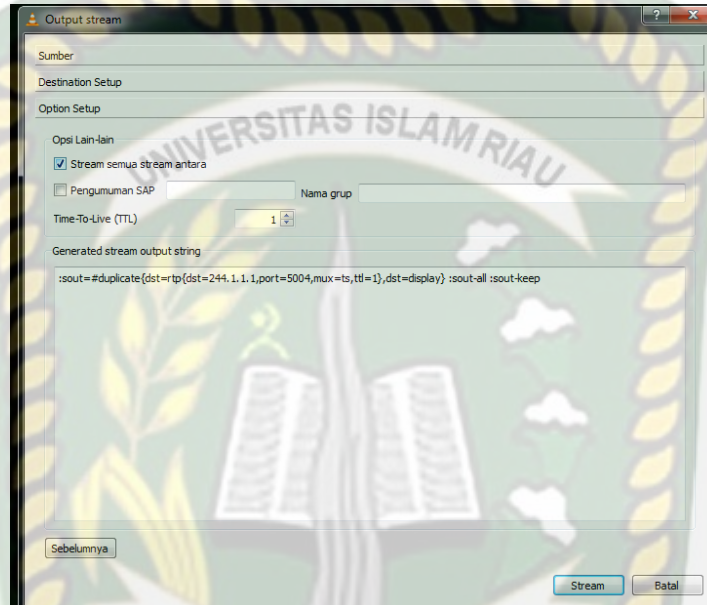 Output stream
Sumber
Destination Setup
Option Setup
UNIVERSITAS ISLAM RIAU
Opsi Lain-lain
Stream semua stream antara
Pengumuman SAP Nama grup
Time-To-Live (TTL) 1
Generated stream output string
:sout=#duplicate{dst=rtp{dst=244.1.1.1,port=5004,mux=ts,ttl=1},dst=display} :sout-all :sout-keep
Sebelumnya
Stream Batal